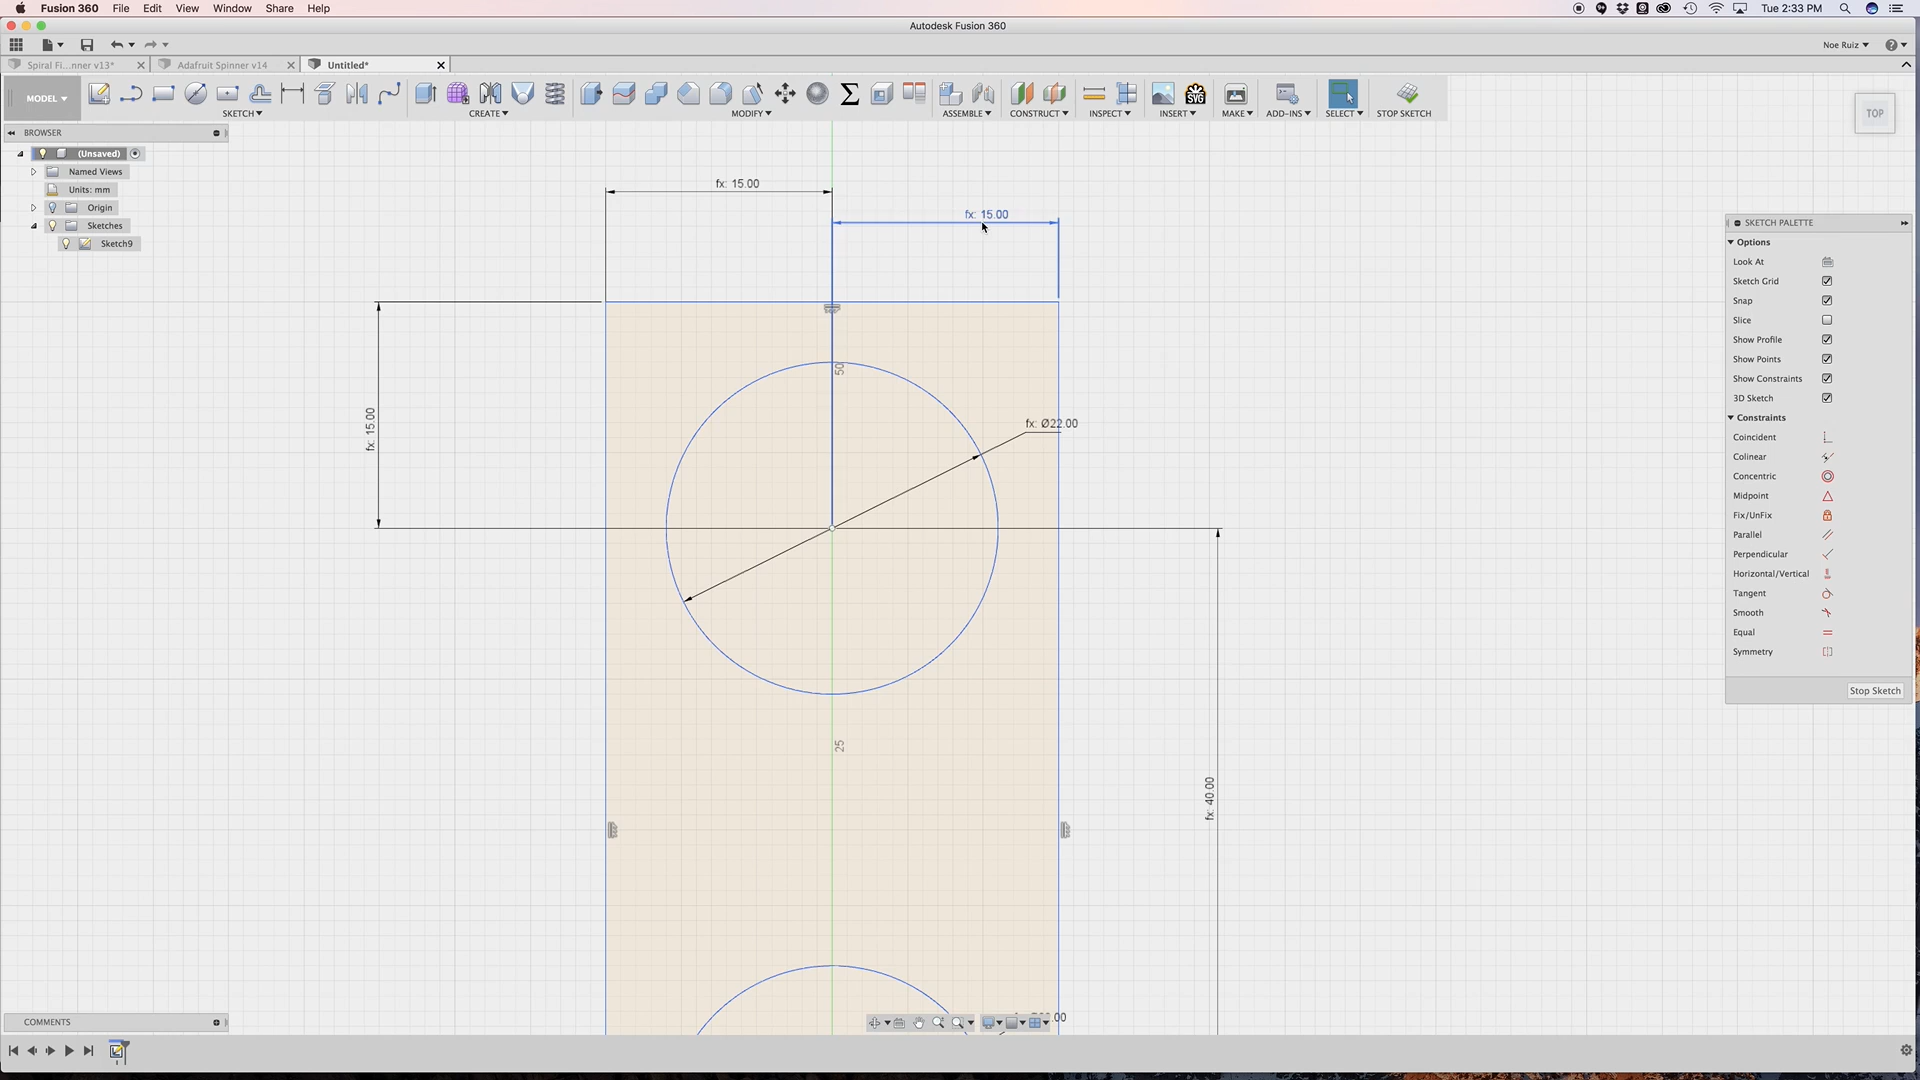 Fusion 360 File Edit View Window Share Help Tue 2:33 PM
Autodesk Fusion 360
Noe Ruiz
Spiral Fi...nner v13* Adafruit Spinner v14 Untitled*
MODEL
SKETCH CREATE MODIFY ASSEMBLE CONSTRUCT INSPECT INSERT MAKE ADD-INS SELECT STOP SKETCH
SVG
TOP
BROWSER
(Unsaved)
Named Views
Units: mm
Origin
Sketches
Sketch9
fx: 15.00
fx: 15.00
fx: 15.00
50
fx: Ø22.00
25
fx: 40.00
SKETCH PALETTE
Options
Look At
Sketch Grid
Snap
Slice
Show Profile
Show Points
Show Constraints
3D Sketch
Constraints
Coincident
Colinear
Concentric
Midpoint
Fix/UnFix
Parallel
Perpendicular
Horizontal/Vertical
Tangent
Smooth
Equal
Symmetry
Stop Sketch
COMMENTS